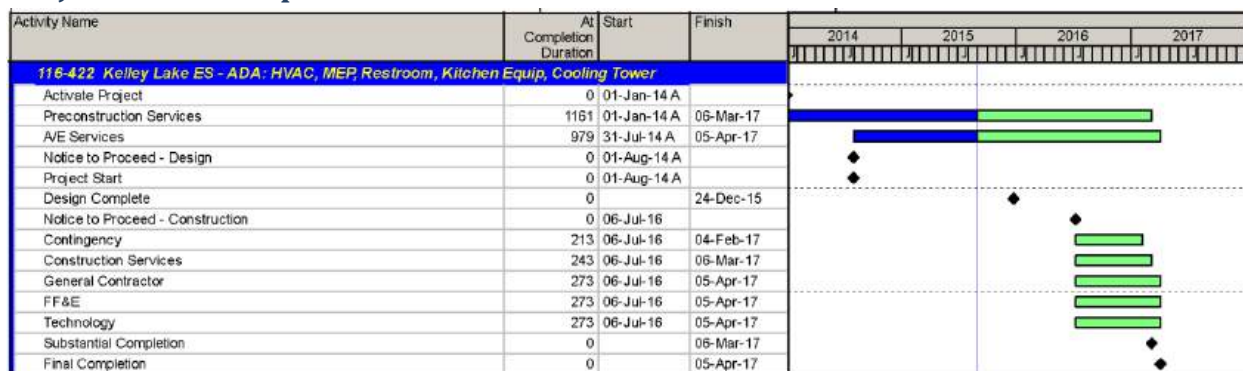 Activity Name At Completion Duration Start Finish 2014 2015 2016 2017
116-422 Kelley Lake ES - ADA: HVAC, MEP, Restroom, Kitchen Equip, Cooling Tower
Activate Project 0 01-Jan-14 A
Preconstruction Services 1161 01-Jan-14 A 06-Mar-17
A/E Services 979 31-Jul-14 A 05-Apr-17
Notice to Proceed - Design 0 01-Aug-14 A
Project Start 0 01-Aug-14 A
Design Complete 0 24-Dec-15
Notice to Proceed - Construction 0 06-Jul-16
Contingency 213 06-Jul-16 04-Feb-17
Construction Services 243 06-Jul-16 06-Mar-17
General Contractor 273 06-Jul-16 05-Apr-17
FF&E 273 06-Jul-16 05-Apr-17
Technology 273 06-Jul-16 05-Apr-17
Substantial Completion 0 06-Mar-17
Final Completion 0 05-Apr-17